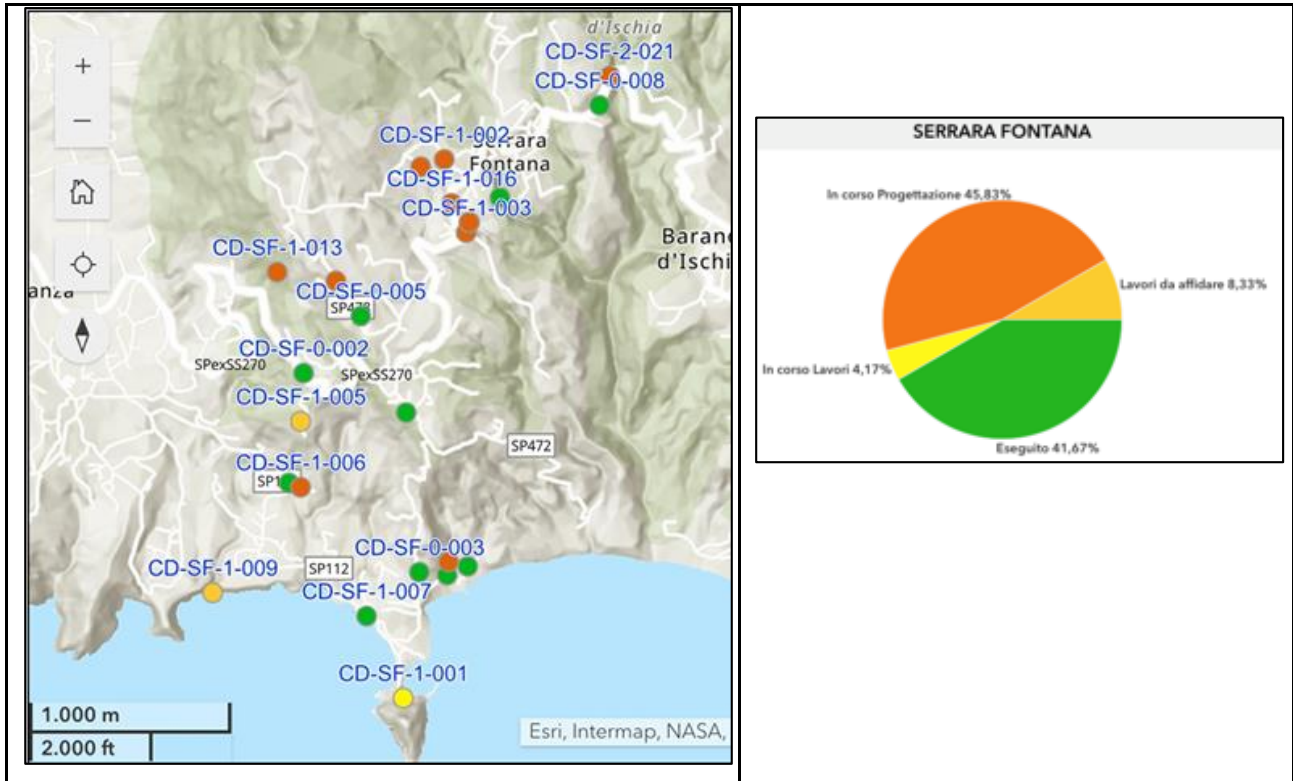 d'Ischia
CD-SF-2-021
CD-SF-0-008
CD-SF-1-002
Serrara
Fontana
CD-SF-1-016
CD-SF-1-003
d'Ischi
CD-SF-1-013
CD-SF-0-005
CD-SF-0-002
SPexSS270
SPexSS270
CD-SF-1-005
SP472
CD-SF-1-006
CD-SF-0-003
CD-SF-1-009
SP112
CD-SF-1-007
CD-SF-1-001
1.000 m
2.000 ft
Esri, Intermap, NASA,
SERRARA FONTANA
In corso Progettazione 45,83%
Lavori da affidare 8,33%
In corso Lavori 4,17%
Eseguito 41,67%